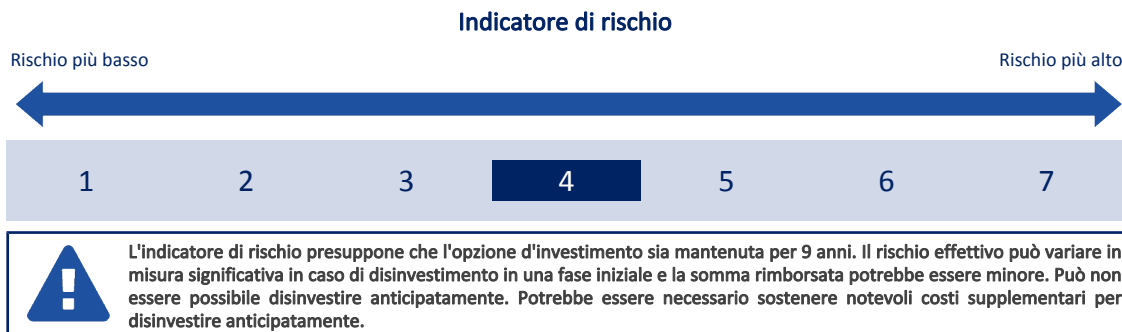 Indicatore di rischio
Rischio più basso Rischio più alto
1 2 3 4 5 6 7
L'indicatore di rischio presuppone che l'opzione d'investimento sia mantenuta per 9 anni. Il rischio effettivo può variare in
misura significativa in caso di disinvestimento in una fase iniziale e la somma rimborsata potrebbe essere minore. Può non
essere possibile disinvestire anticipatamente. Potrebbe essere necessario sostenere notevoli costi supplementari per
disinvestire anticipatamente.